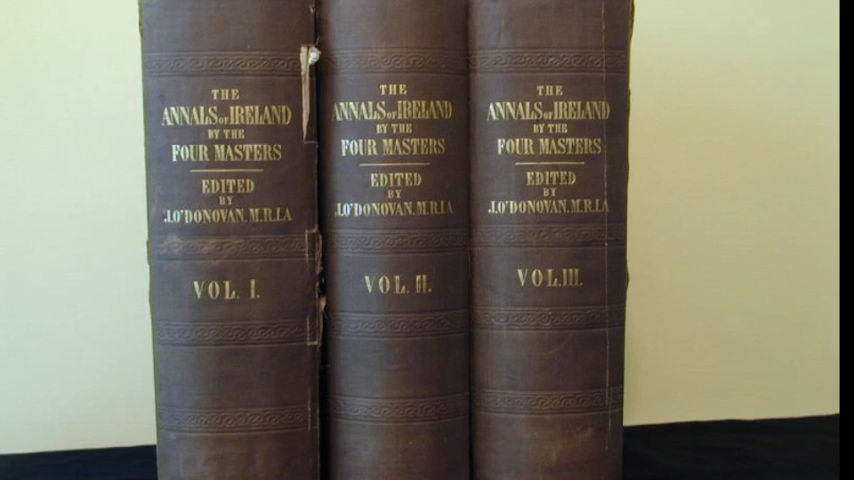 THE
ANNALS OF IRELAND
BY THE
FOUR MASTERS
EDITED
BY
J.O'DONOVAN. M.R.I.A
VOL. I.
THE
ANNALS OF IRELAND
BY THE
FOUR MASTERS
EDITED
BY
J.O'DONOVAN. M.R.I.A
VOL. II.
THE
ANNALS OF IRELAND
BY THE
FOUR MASTERS
EDITED
BY
J.O'DONOVAN. M.R.I.A
VOL. III.